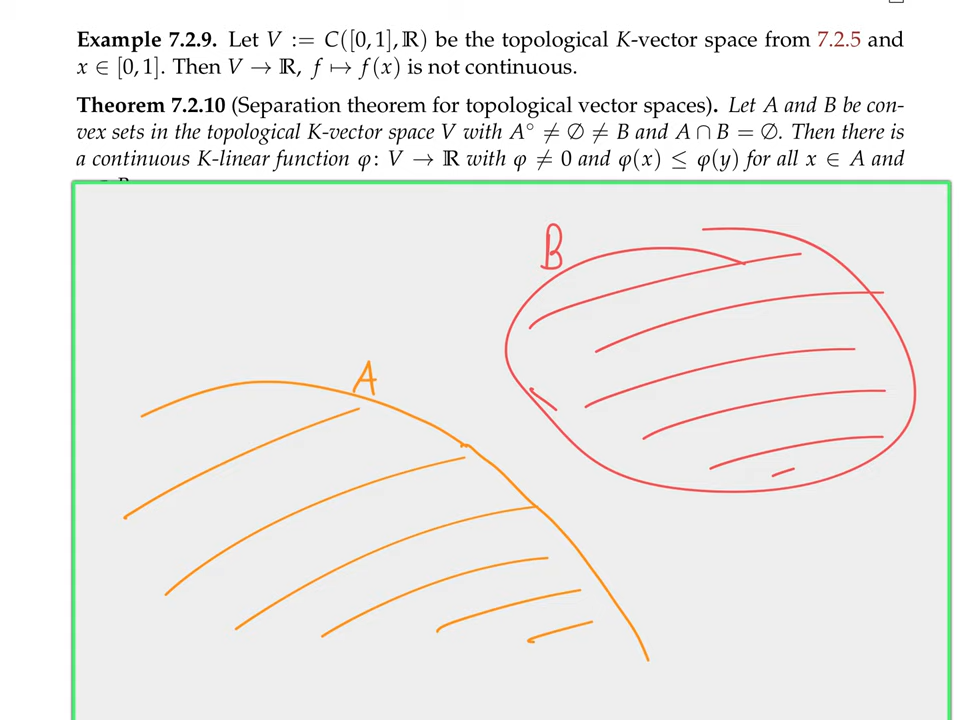 Example 7.2.9. Let V := C([0, 1], ℝ) be the topological K-vector space from 7.2.5 and
x ∈ [0, 1]. Then V → ℝ, f ↦ f(x) is not continuous.
Theorem 7.2.10 (Separation theorem for topological vector spaces). Let A and B be con-
vex sets in the topological K-vector space V with A° ≠ ∅ ≠ B and A ∩ B = ∅. Then there is
a continuous K-linear function φ: V → ℝ with φ ≠ 0 and φ(x) ≤ φ(y) for all x ∈ A and
B
A